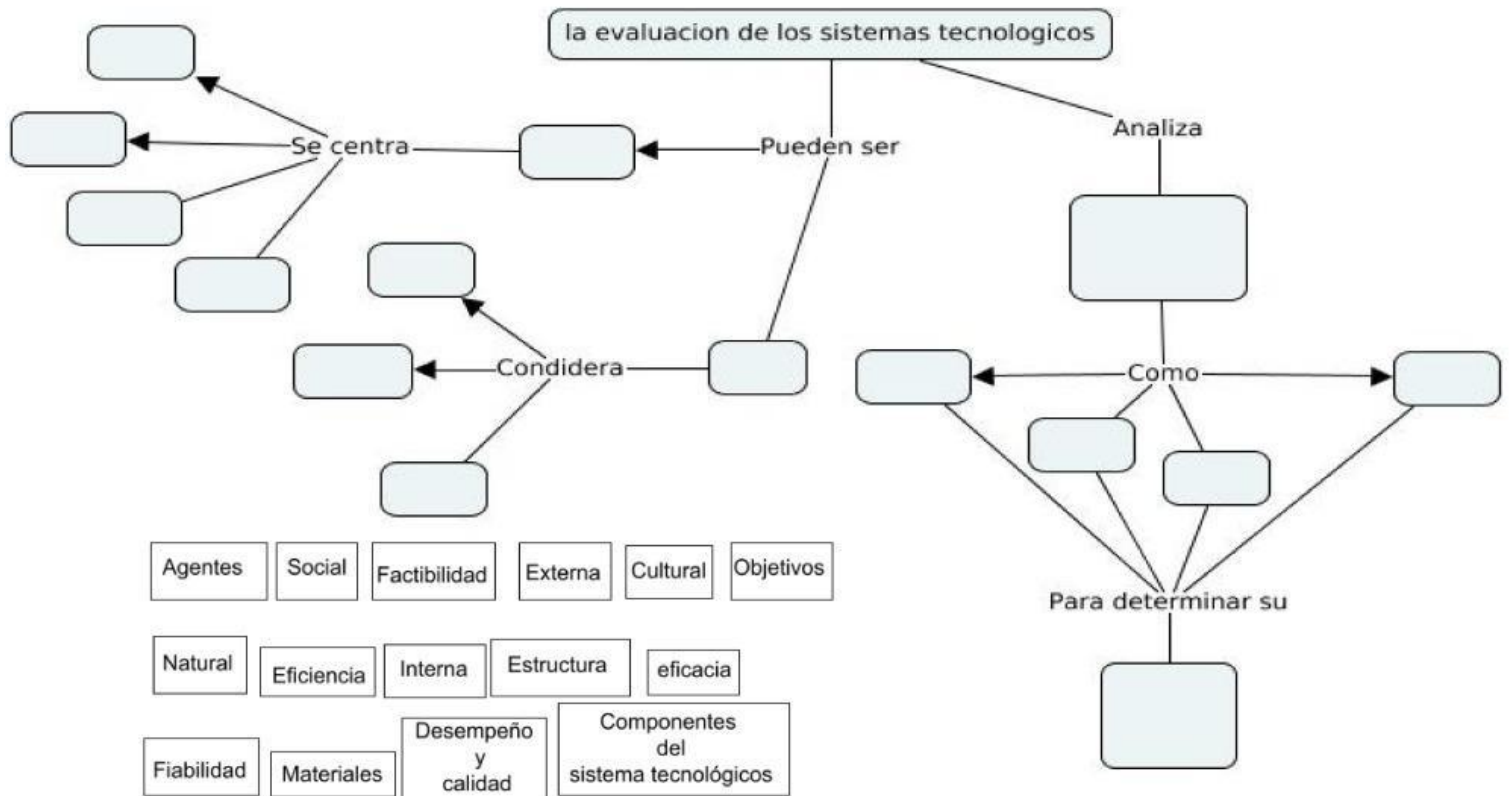 la evaluacion de los sistemas tecnologicos
Analiza
Se centra
Pueden ser
Condidera
Como
Para determinar su
Agentes
Social
Factibilidad
Externa
Cultural
Objetivos
Natural
Eficiencia
Interna
Estructura
eficacia
Fiabilidad
Materiales
Desempeño
y
calidad
Componentes
del
sistema tecnológicos